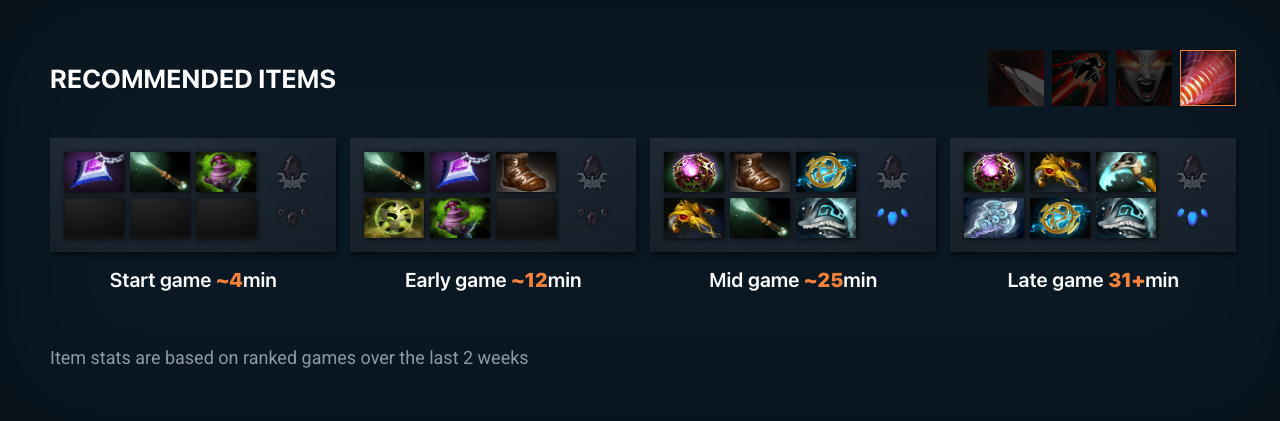 RECOMMENDED ITEMS
Start game ~4min
Early game ~12min
Mid game ~25min
Late game 31+min
Item stats are based on ranked games over the last 2 weeks